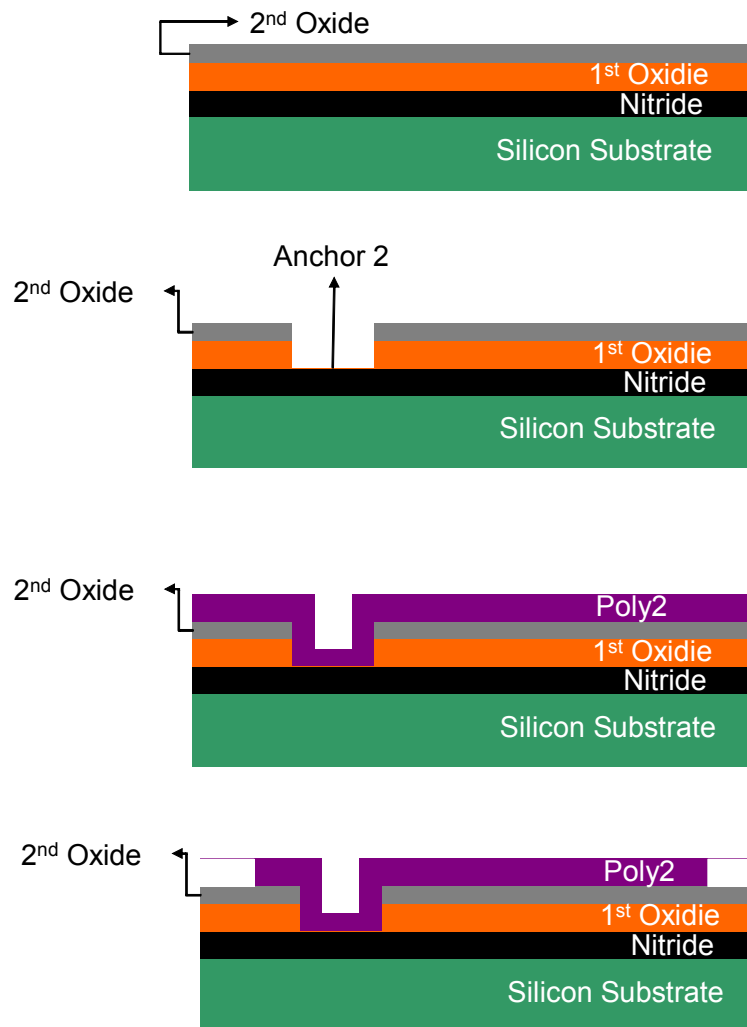 2nd Oxide
1st Oxidie
Nitride
Silicon Substrate
Anchor 2
2nd Oxide
1st Oxidie
Nitride
Silicon Substrate
2nd Oxide
Poly2
1st Oxidie
Nitride
Silicon Substrate
2nd Oxide
Poly2
1st Oxidie
Nitride
Silicon Substrate